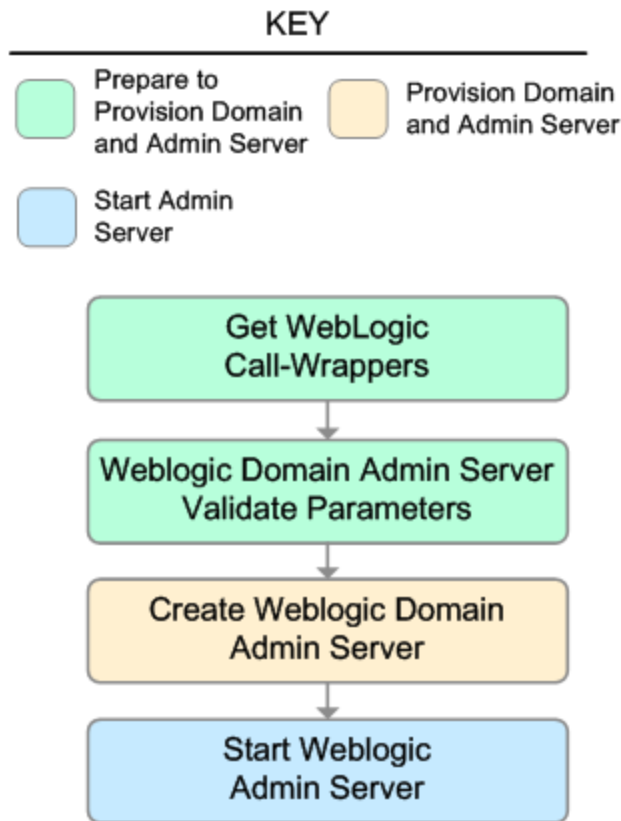 KEY
Prepare to
Provision Domain
and Admin Server
Provision Domain
and Admin Server
Start Admin
Server
Get WebLogic
Call-Wrappers
Weblogic Domain Admin Server
Validate Parameters
Create Weblogic Domain
Admin Server
Start Weblogic
Admin Server